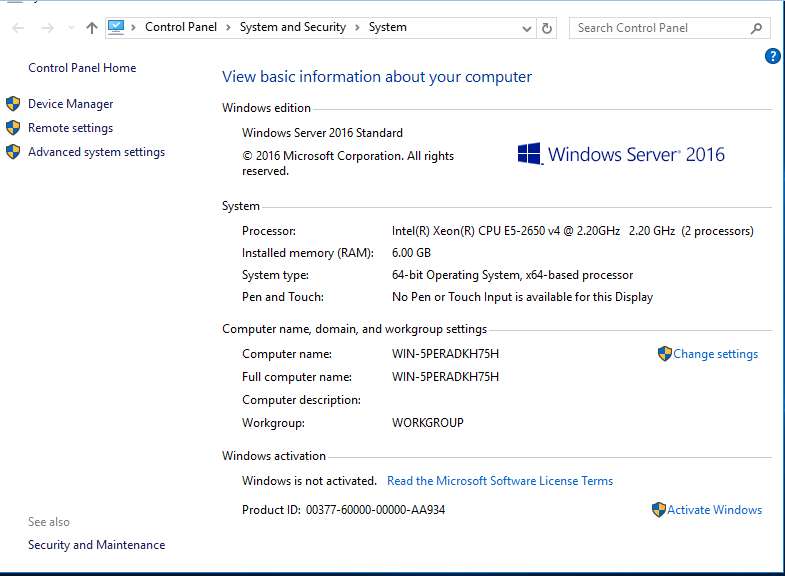 Control Panel > System and Security > System
Search Control Panel
?
Control Panel Home
Device Manager
Remote settings
Advanced system settings
View basic information about your computer
Windows edition
Windows Server 2016 Standard
© 2016 Microsoft Corporation. All rights
reserved.
Windows Server® 2016
System
Processor: Intel(R) Xeon(R) CPU E5-2650 v4 @ 2.20GHz 2.20 GHz (2 processors)
Installed memory (RAM): 6.00 GB
System type: 64-bit Operating System, x64-based processor
Pen and Touch: No Pen or Touch Input is available for this Display
Computer name, domain, and workgroup settings
Computer name: WIN-5PERADKH75H
Change settings
Full computer name: WIN-5PERADKH75H
Computer description:
Workgroup: WORKGROUP
Windows activation
Windows is not activated. Read the Microsoft Software License Terms
Product ID: 00377-60000-00000-AA934
Activate Windows
See also
Security and Maintenance